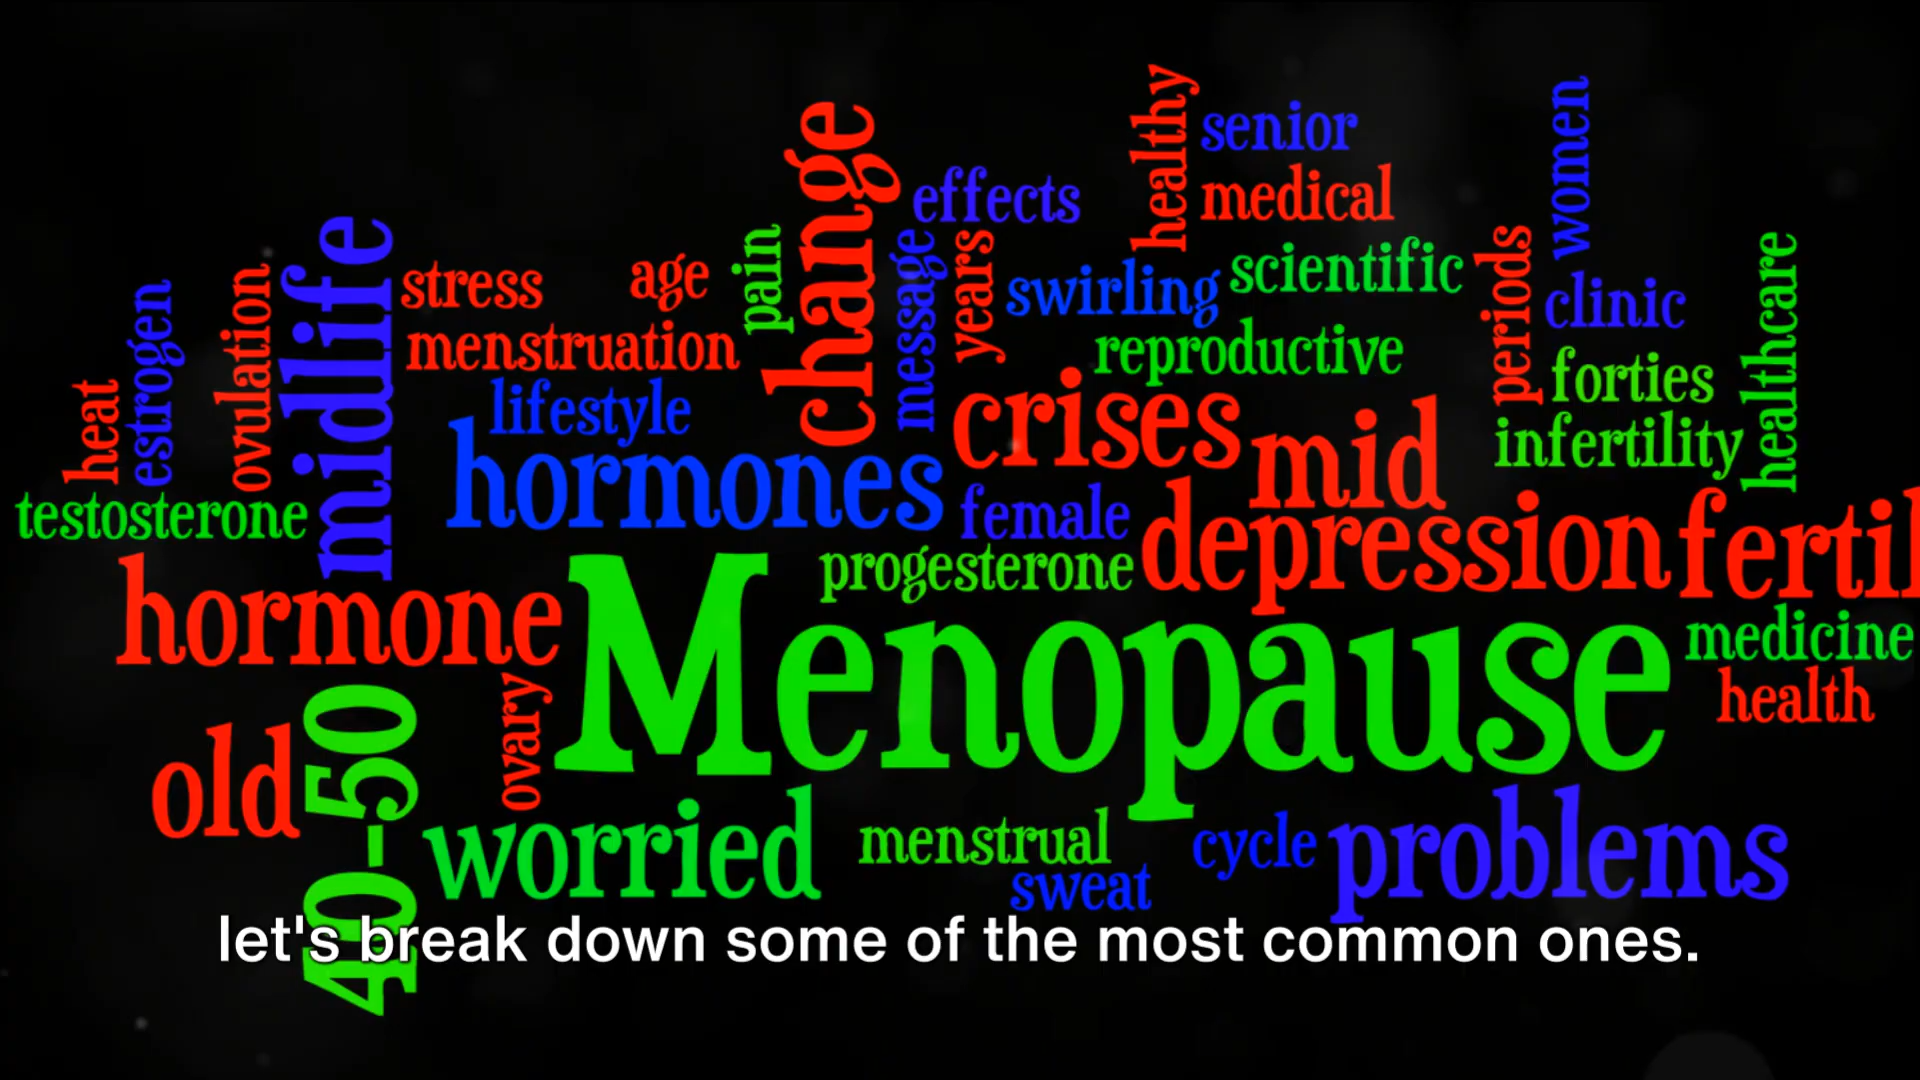 healthy
senior
women
change
effects
medical
midlife
pain
message
years
periods
healthcare
scientific
stress
age
swirling
clinic
estrogen
ovulation
menstruation
reproductive
forties
heat
lifestyle
crises
mid
infertility
testosterone
hormones
female
depression
fertil
progesterone
hormone
Menopause
medicine
health
ovary
old
40-50
worried
menstrual
cycle
problems
sweat
let's break down some of the most common ones.